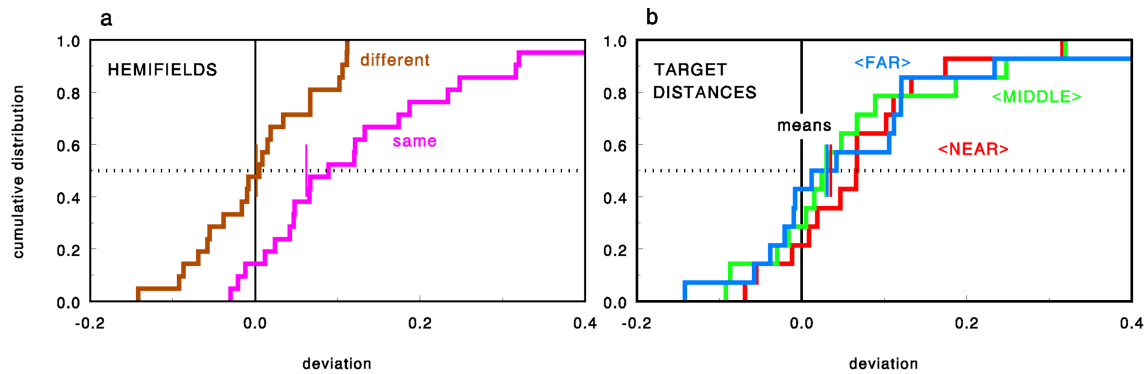 a
HEMIFIELDS
different
same
cumulative distribution
1.0
0.8
0.6
0.4
0.2
0.0
-0.2
0.0
0.2
0.4
deviation
b
TARGET
DISTANCES
<FAR>
<MIDDLE>
means
<NEAR>
1.0
0.8
0.6
0.4
0.2
0.0
-0.2
0.0
0.2
0.4
deviation